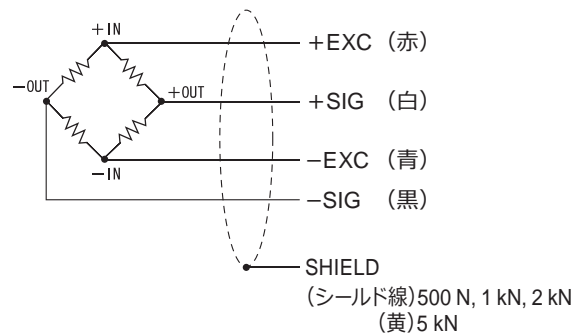 +IN
+EXC (赤)
−OUT
+OUT
+SIG (白)
−EXC (青)
−IN
−SIG (黒)
SHIELD
(シールド線)500 N, 1 kN, 2 kN
(黄)5 kN